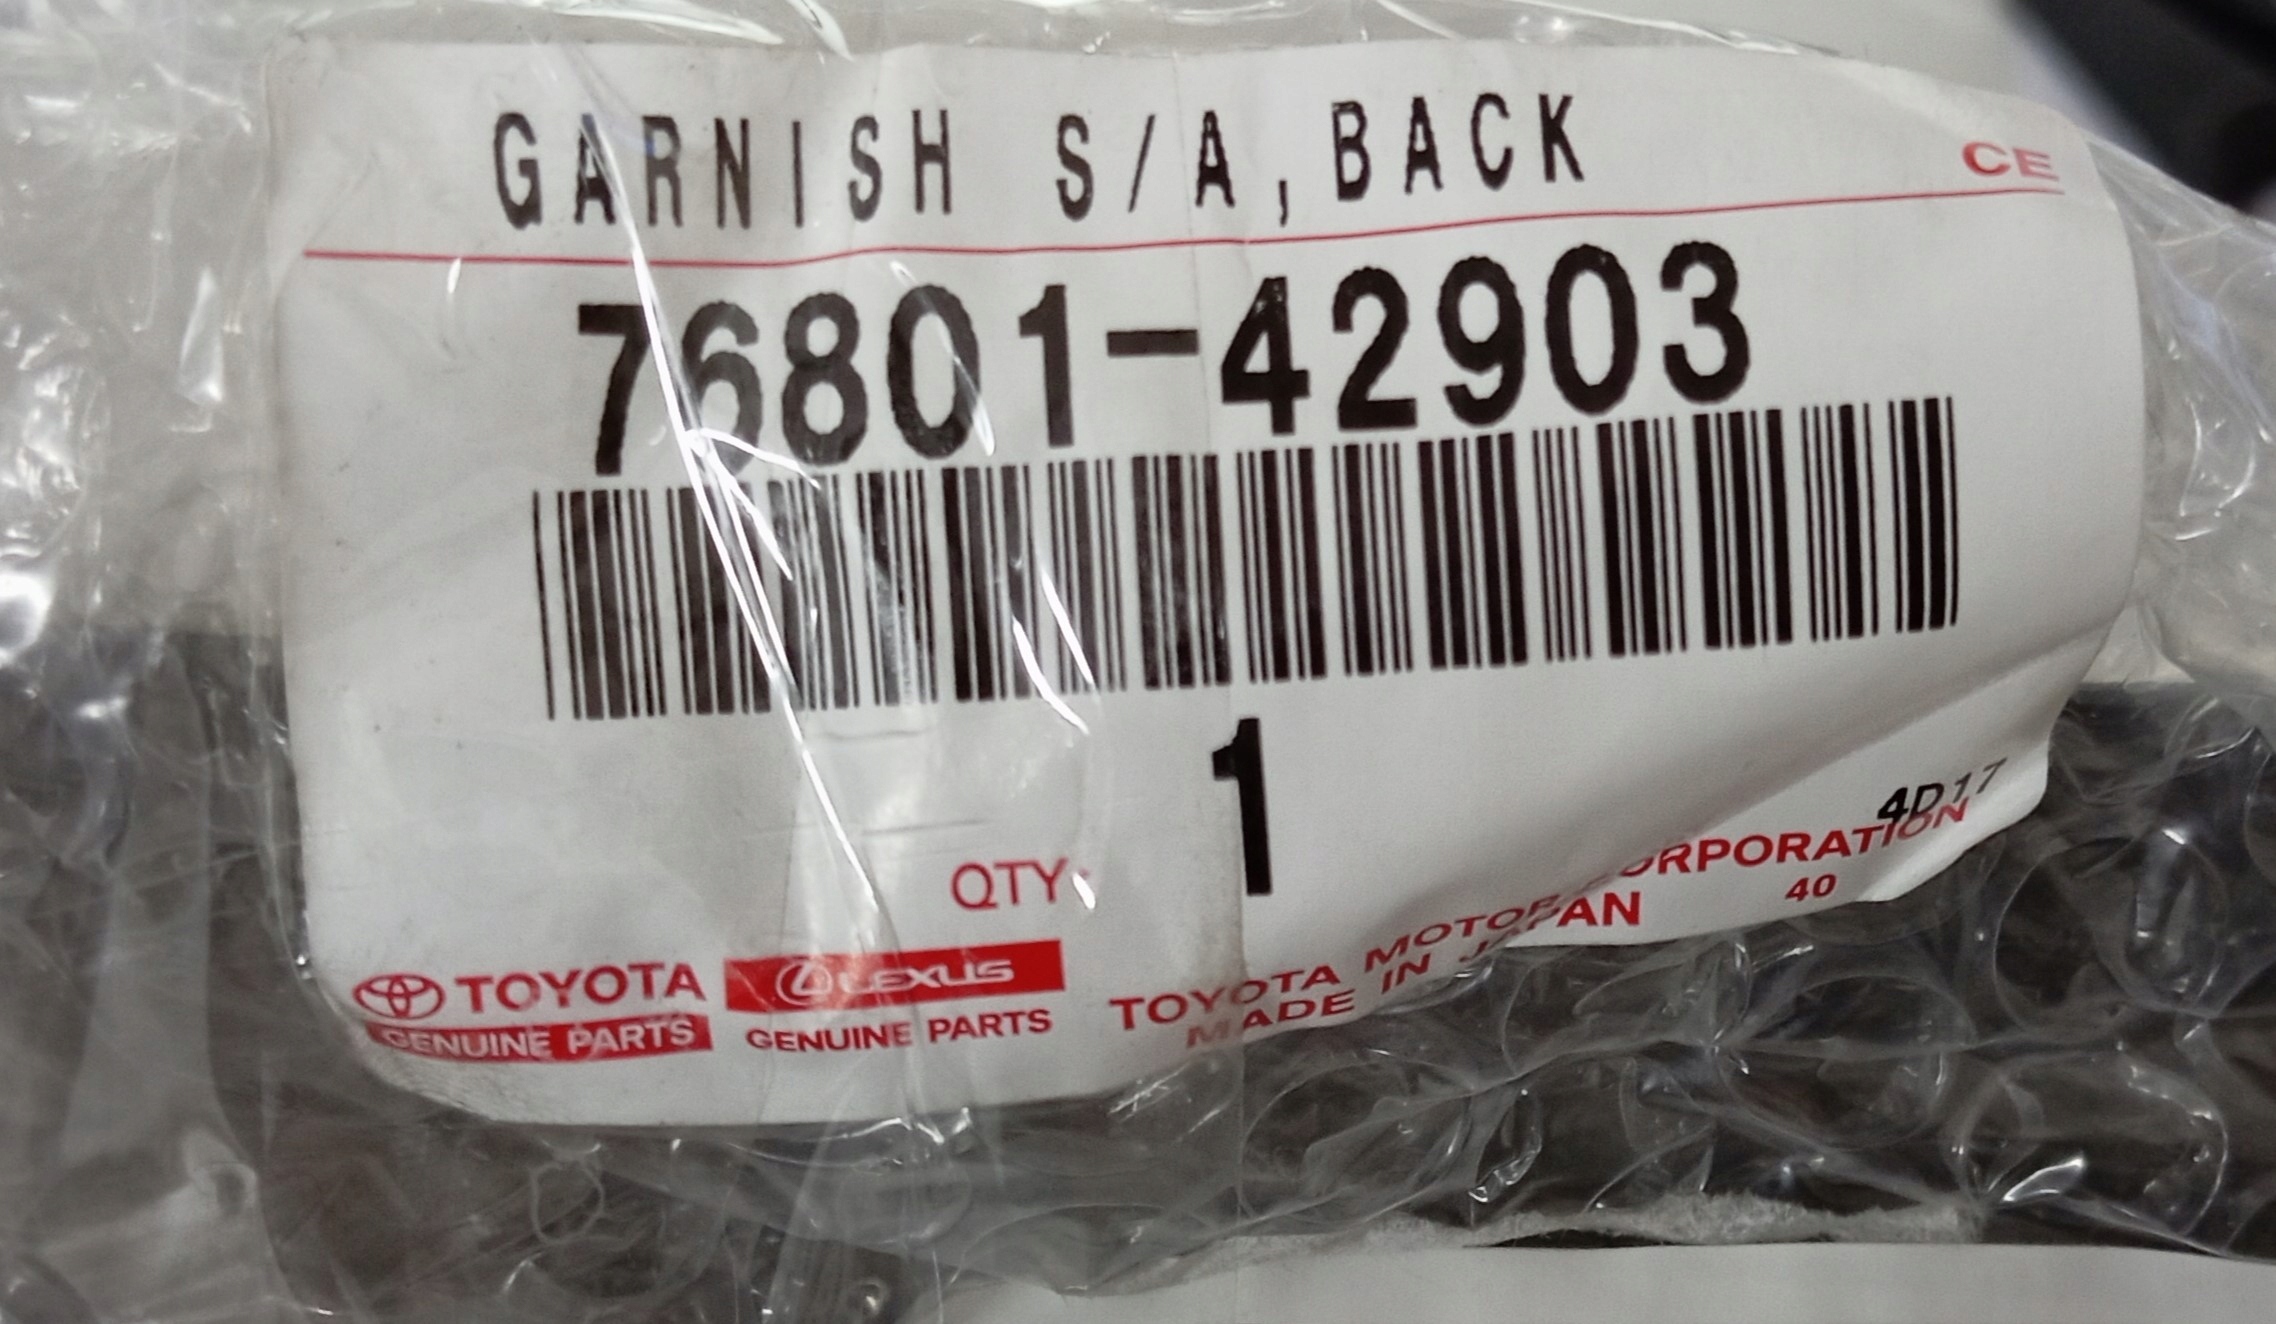 GARNISH S/A,BACK
CE
76801-42903
1
QTY.
4D17
TOYOTA
GENUINE PARTS
LEXUS
GENUINE PARTS
TOYOTA MOTOR CORPORATION
MADE IN JAPAN 40